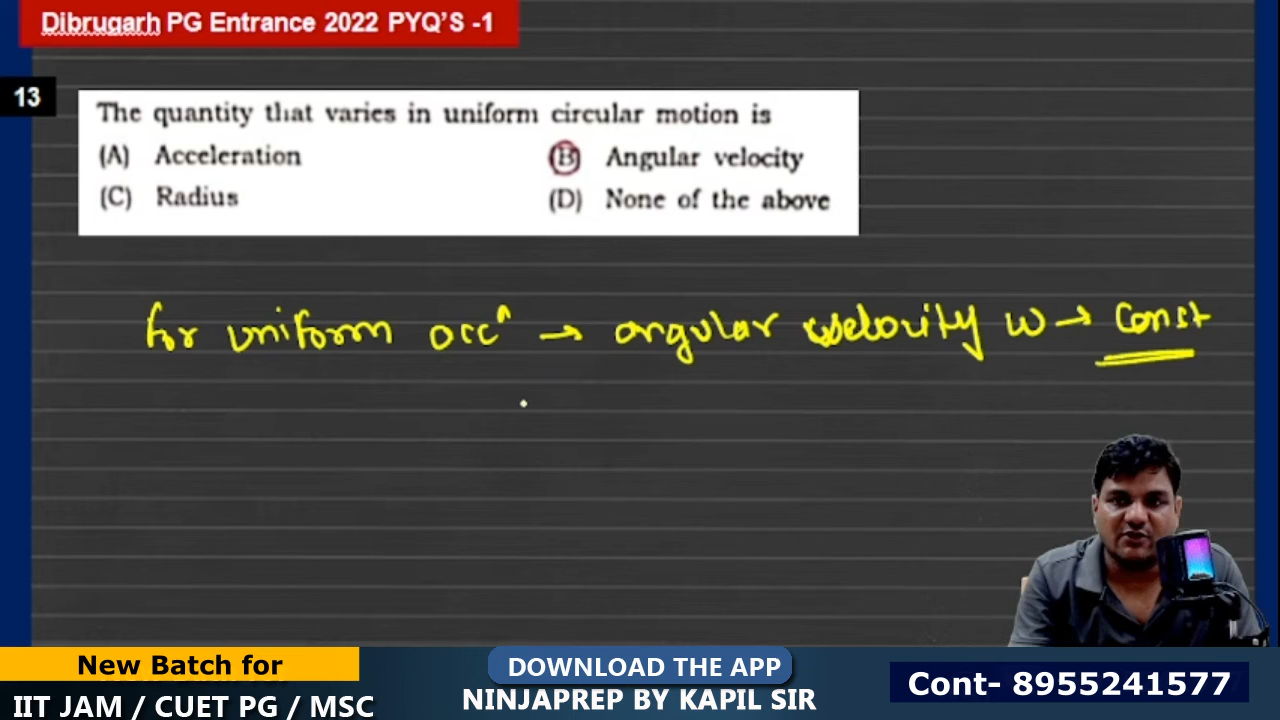 Dibrugarh PG Entrance 2022 PYQ'S -1
13
The quantity that varies in uniform circular motion is
(A) Acceleration
(B) Angular velocity
(C) Radius
(D) None of the above
for uniform accⁿ → angular velocity ω → const
New Batch for
IIT JAM / CUET PG / MSC
DOWNLOAD THE APP
NINJAPREP BY KAPIL SIR
Cont- 8955241577